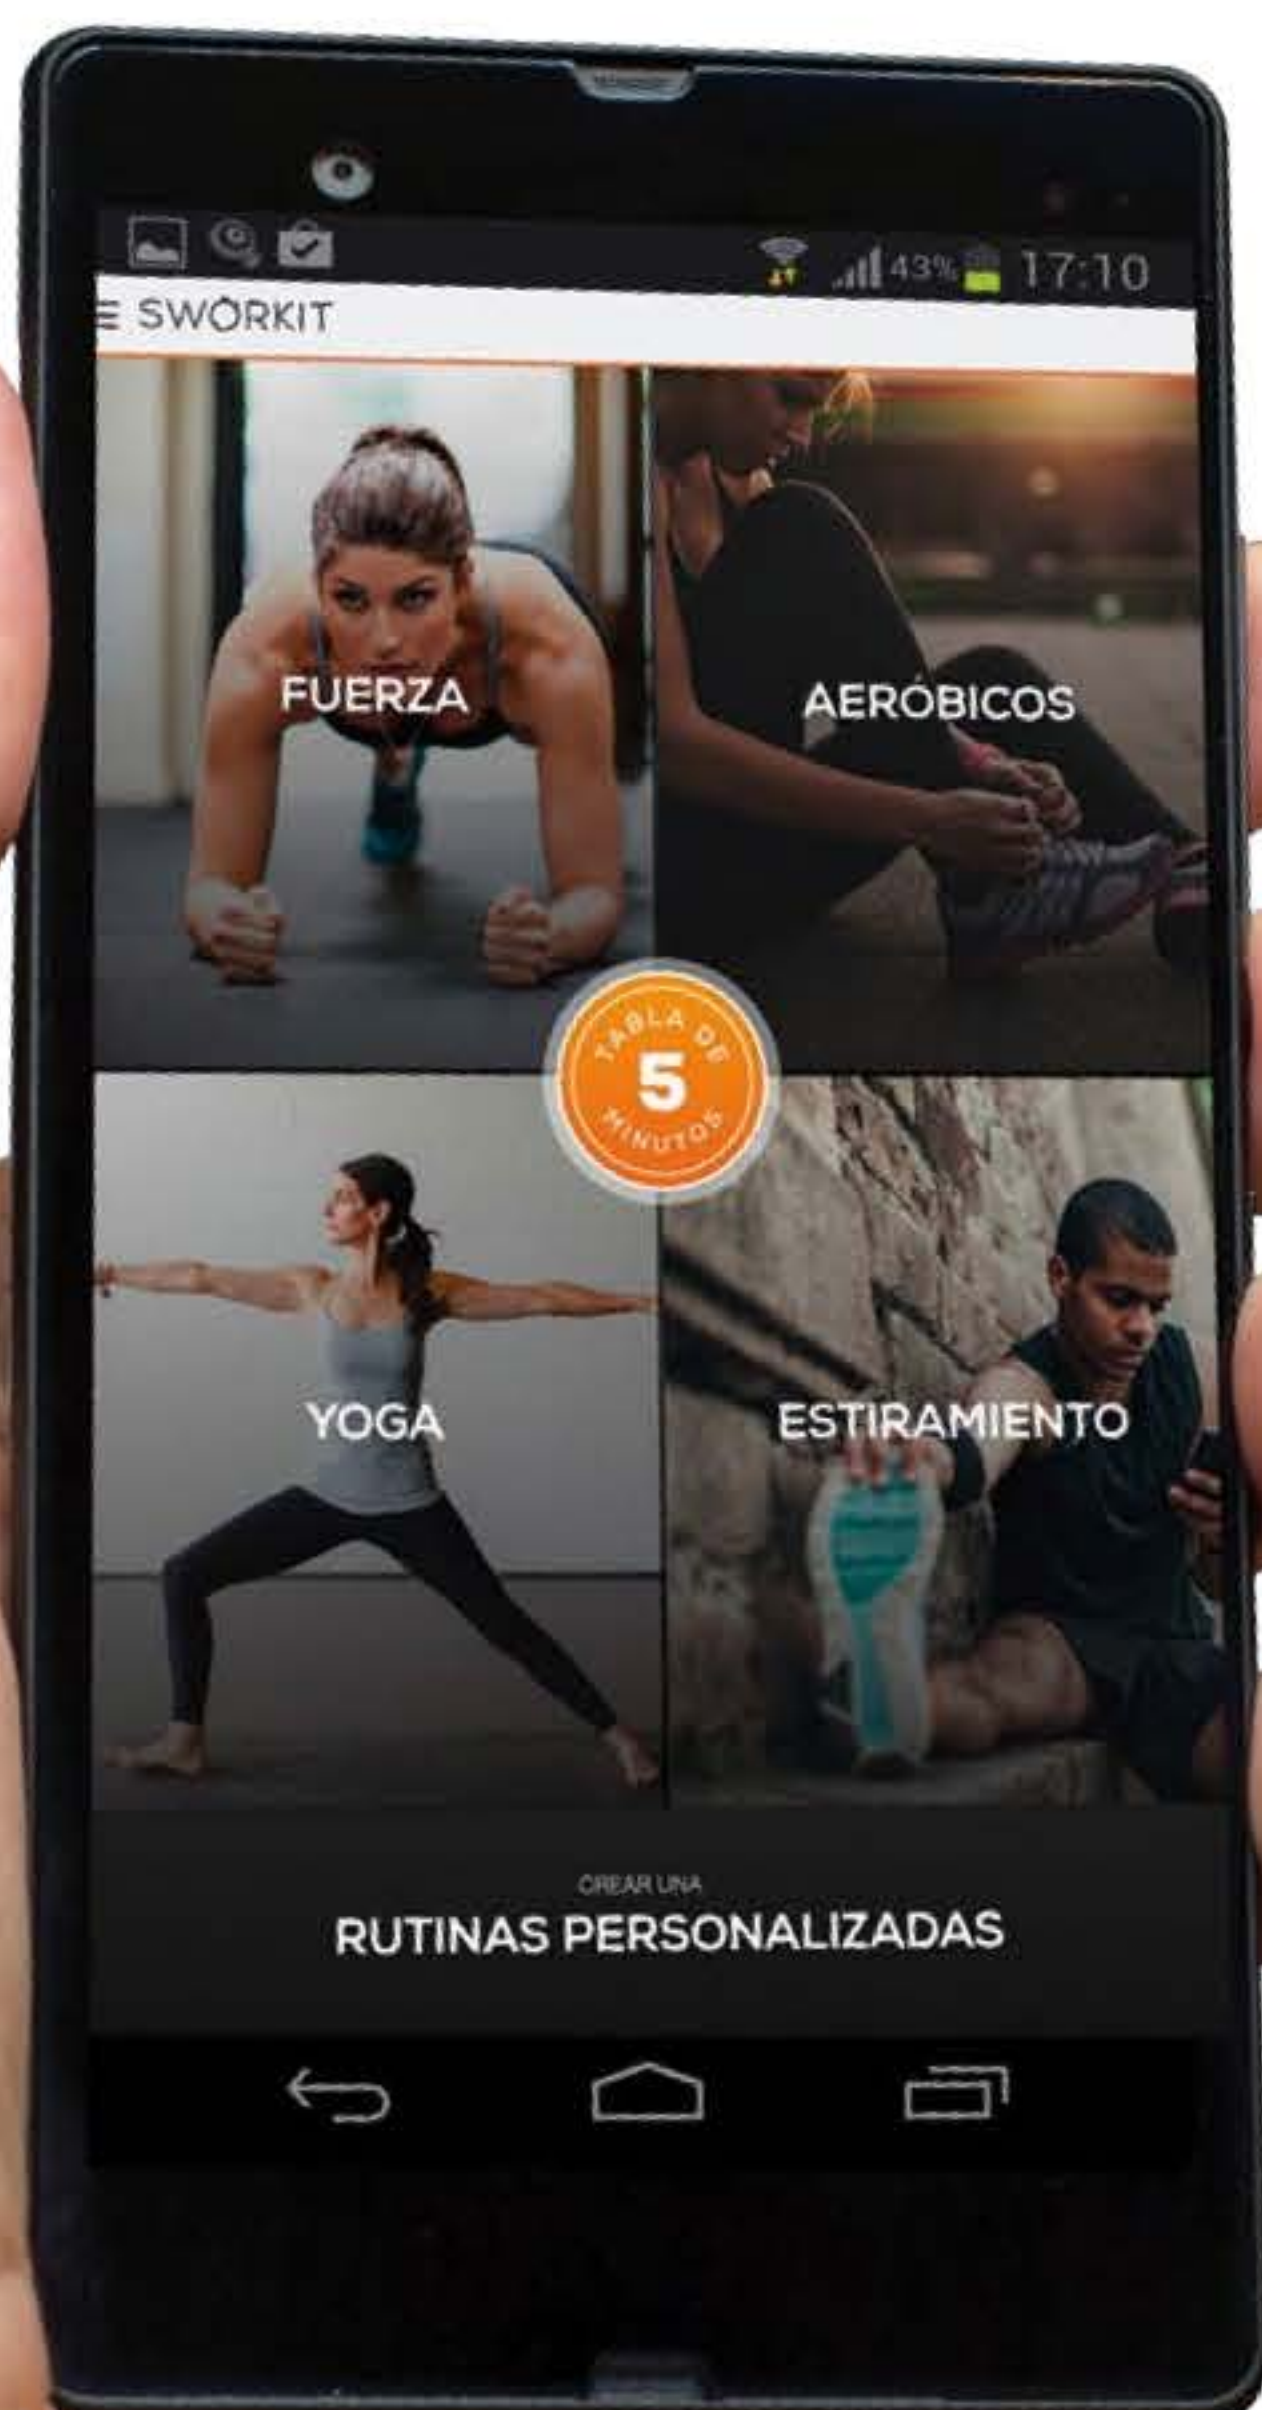 43% 17:10
SWORKIT
FUERZA
AERÓBICOS
TABLA DE
5
MINUTOS
YOGA
ESTIRAMIENTO
CREAR UNA
RUTINAS PERSONALIZADAS